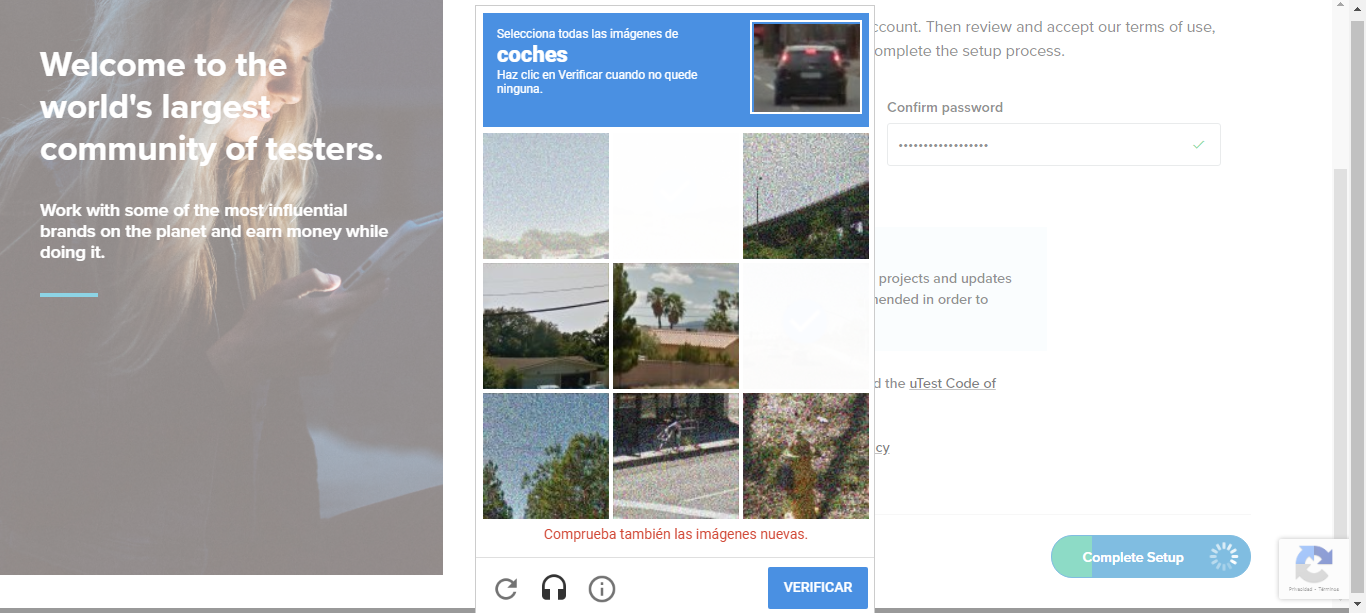 Welcome to the
world's largest
community of testers.
Work with some of the most influential
brands on the planet and earn money while
doing it.
Selecciona todas las imágenes de
coches
Haz clic en Verificar cuando no quede
ninguna.
Comprueba también las imágenes nuevas.
VERIFICAR
ccount. Then review and accept our terms of use,
omplete the setup process.
Confirm password
••••••••••••••••••
projects and updates
nended in order to
d the uTest Code of
cy
Complete Setup
Privacidad - Términos